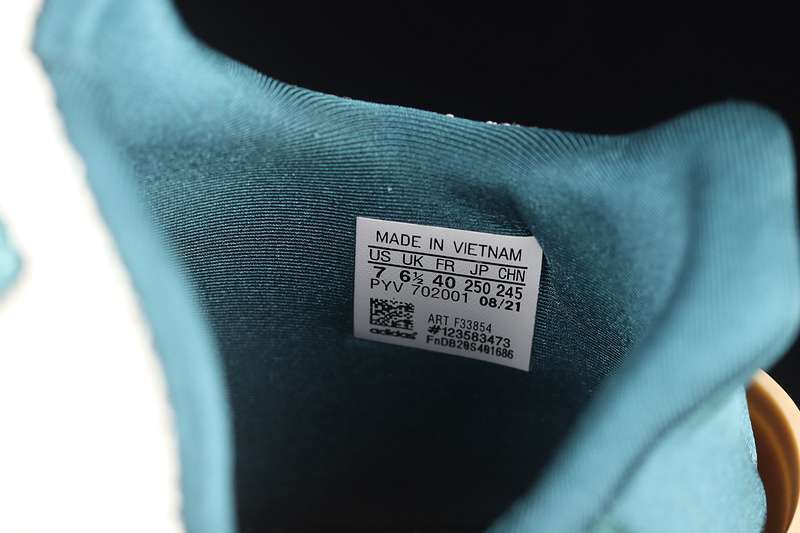 MADE IN VIETNAM
US UK FR JP CHN
7 6½ 40 250 245
PYV 702001 08/21
ART F33854
#123583473
adidas FnDB20S401686